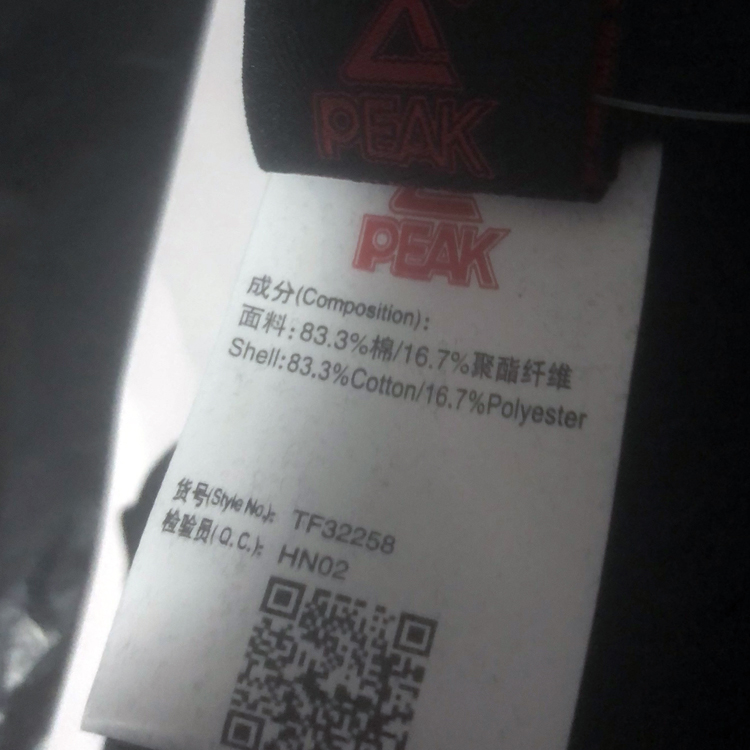 PEAK
PEAK
成分(Composition):
面料:83.3%棉/16.7%聚酯纤维
Shell:83.3%Cotton/16.7%Polyester
货号(Style No.): TF32258
检验员(Q.C.): HN02